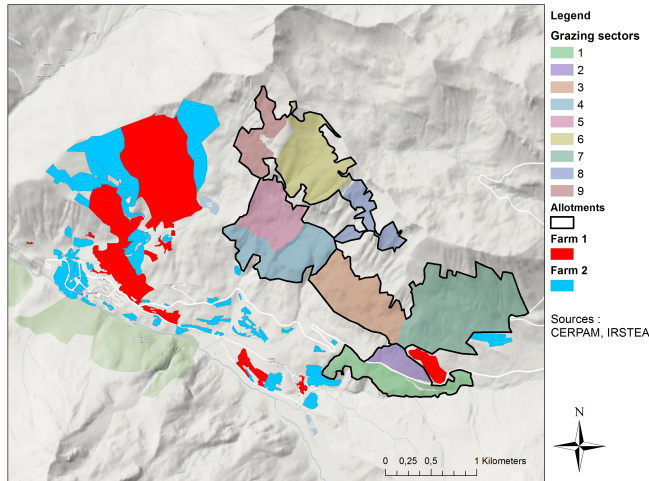 Legend
Grazing sectors
1
2
3
4
5
6
7
8
9
Allotments
Farm 1
Farm 2
Sources :
CERPAM, IRSTEA
N
0 0,25 0,5 1 Kilometers